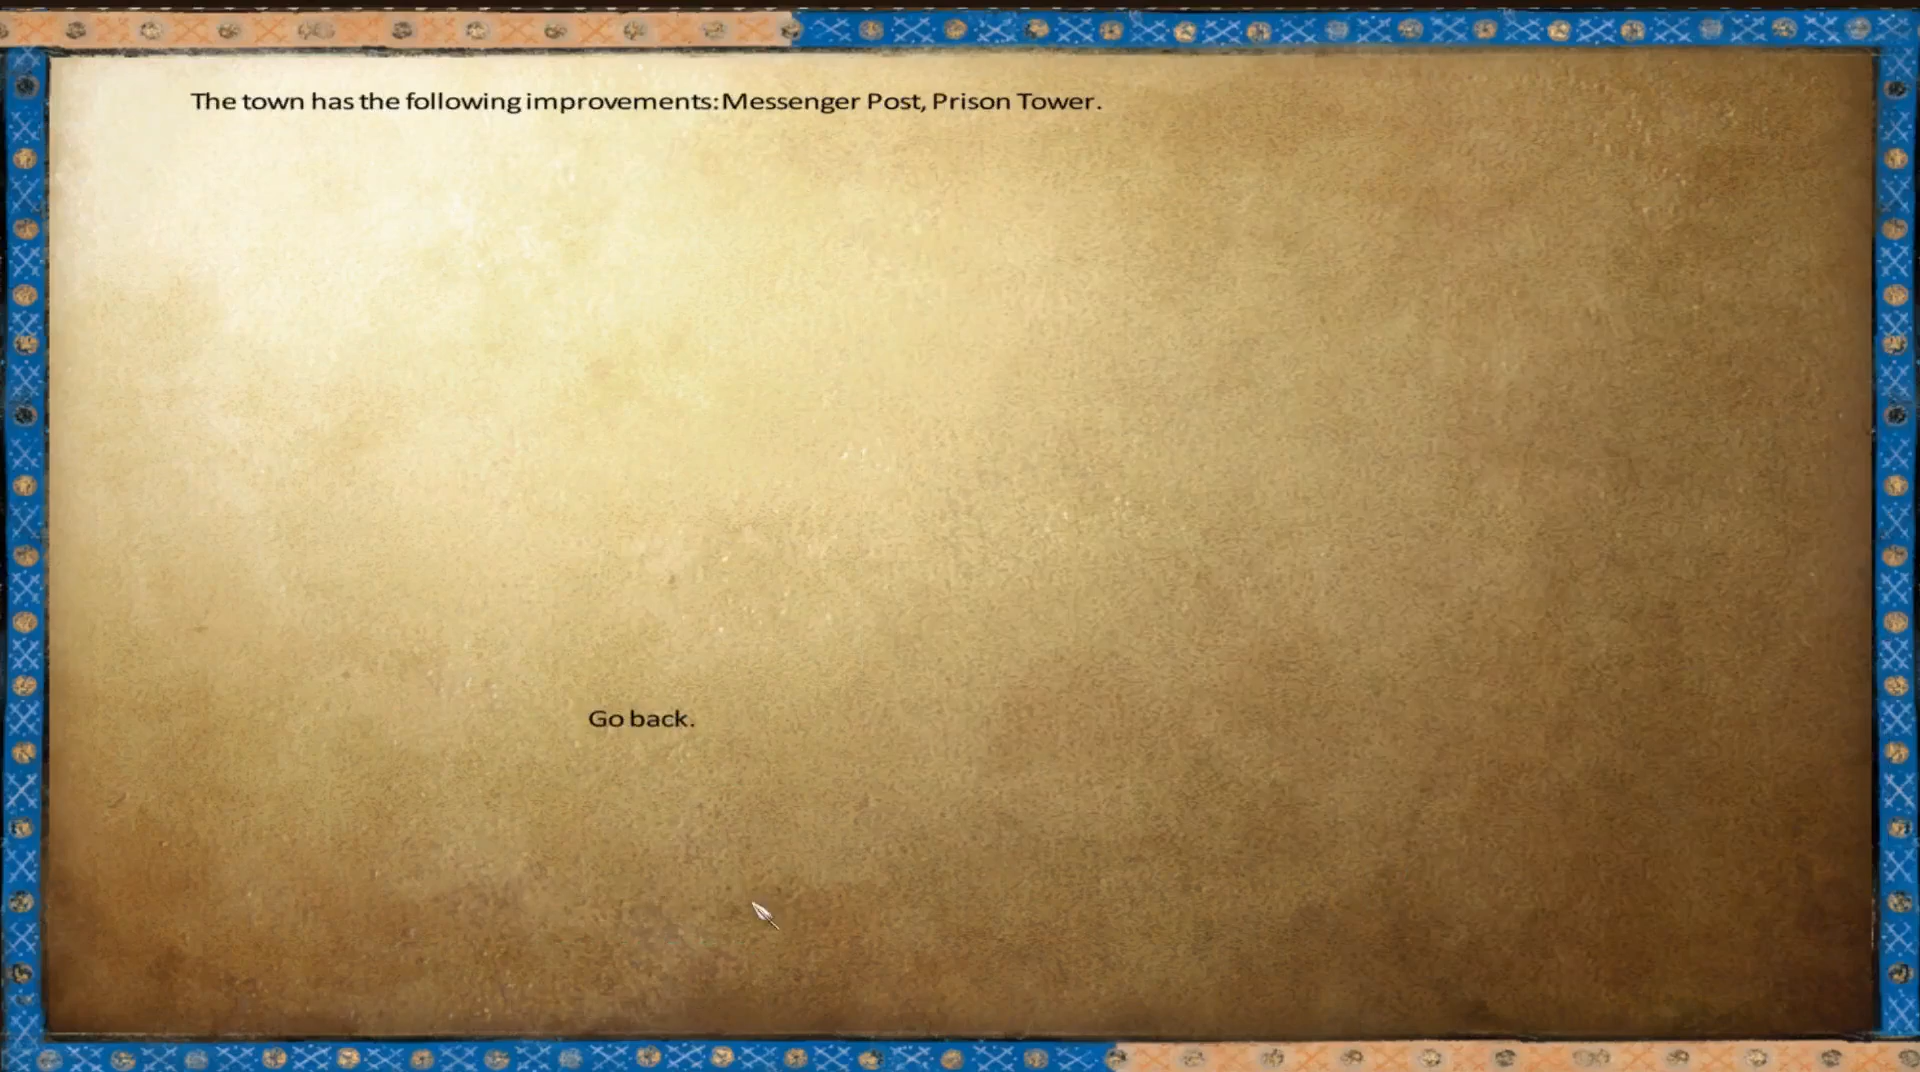 The town has the following improvements: Messenger Post, Prison Tower.
Go back.